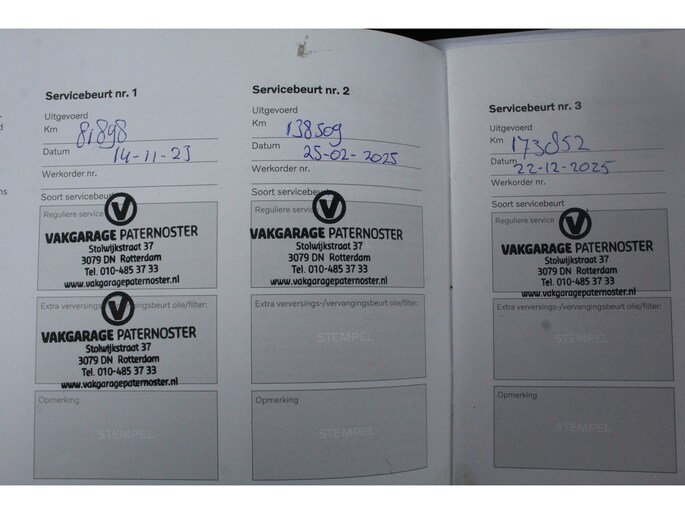 Servicebeurt nr. 1
Uitgevoerd
Km 81898
Datum 14-11-23
Werkorder nr.
Soort servicebeurt
Reguliere service
VAKGARAGE PATERNOSTER
Stolwijkstraat 37
3079 DN Rotterdam
Tel. 010-485 37 33
www.vakgaragepaternoster.nl
Extra verversings-/vervangingsbeurt olie/filter:
VAKGARAGE PATERNOSTER
Stolwijkstraat 37
3079 DN Rotterdam
Tel. 010-485 37 33
www.vakgaragepaternoster.nl
Opmerking
STEMPEL
Servicebeurt nr. 2
Uitgevoerd
Km 138509
Datum 25-02-2025
Werkorder nr.
Soort servicebeurt
Reguliere service
VAKGARAGE PATERNOSTER
Stolwijkstraat 37
3079 DN Rotterdam
Tel. 010-485 37 33
www.vakgaragepaternoster.nl
Extra verversings-/vervangingsbeurt olie/filter:
STEMPEL
Opmerking
STEMPEL
Servicebeurt nr. 3
Uitgevoerd
Km 173852
Datum 22-12-2025
Werkorder nr.
Soort servicebeurt
Reguliere service
VAKGARAGE PATERNOSTER
Stolwijkstraat 37
3079 DN Rotterdam
Tel. 010-485 37 33
www.vakgaragepaternoster.nl
Extra verversings-/vervangingsbeurt olie/filter:
STEMPEL
Opmerking
STEMPEL